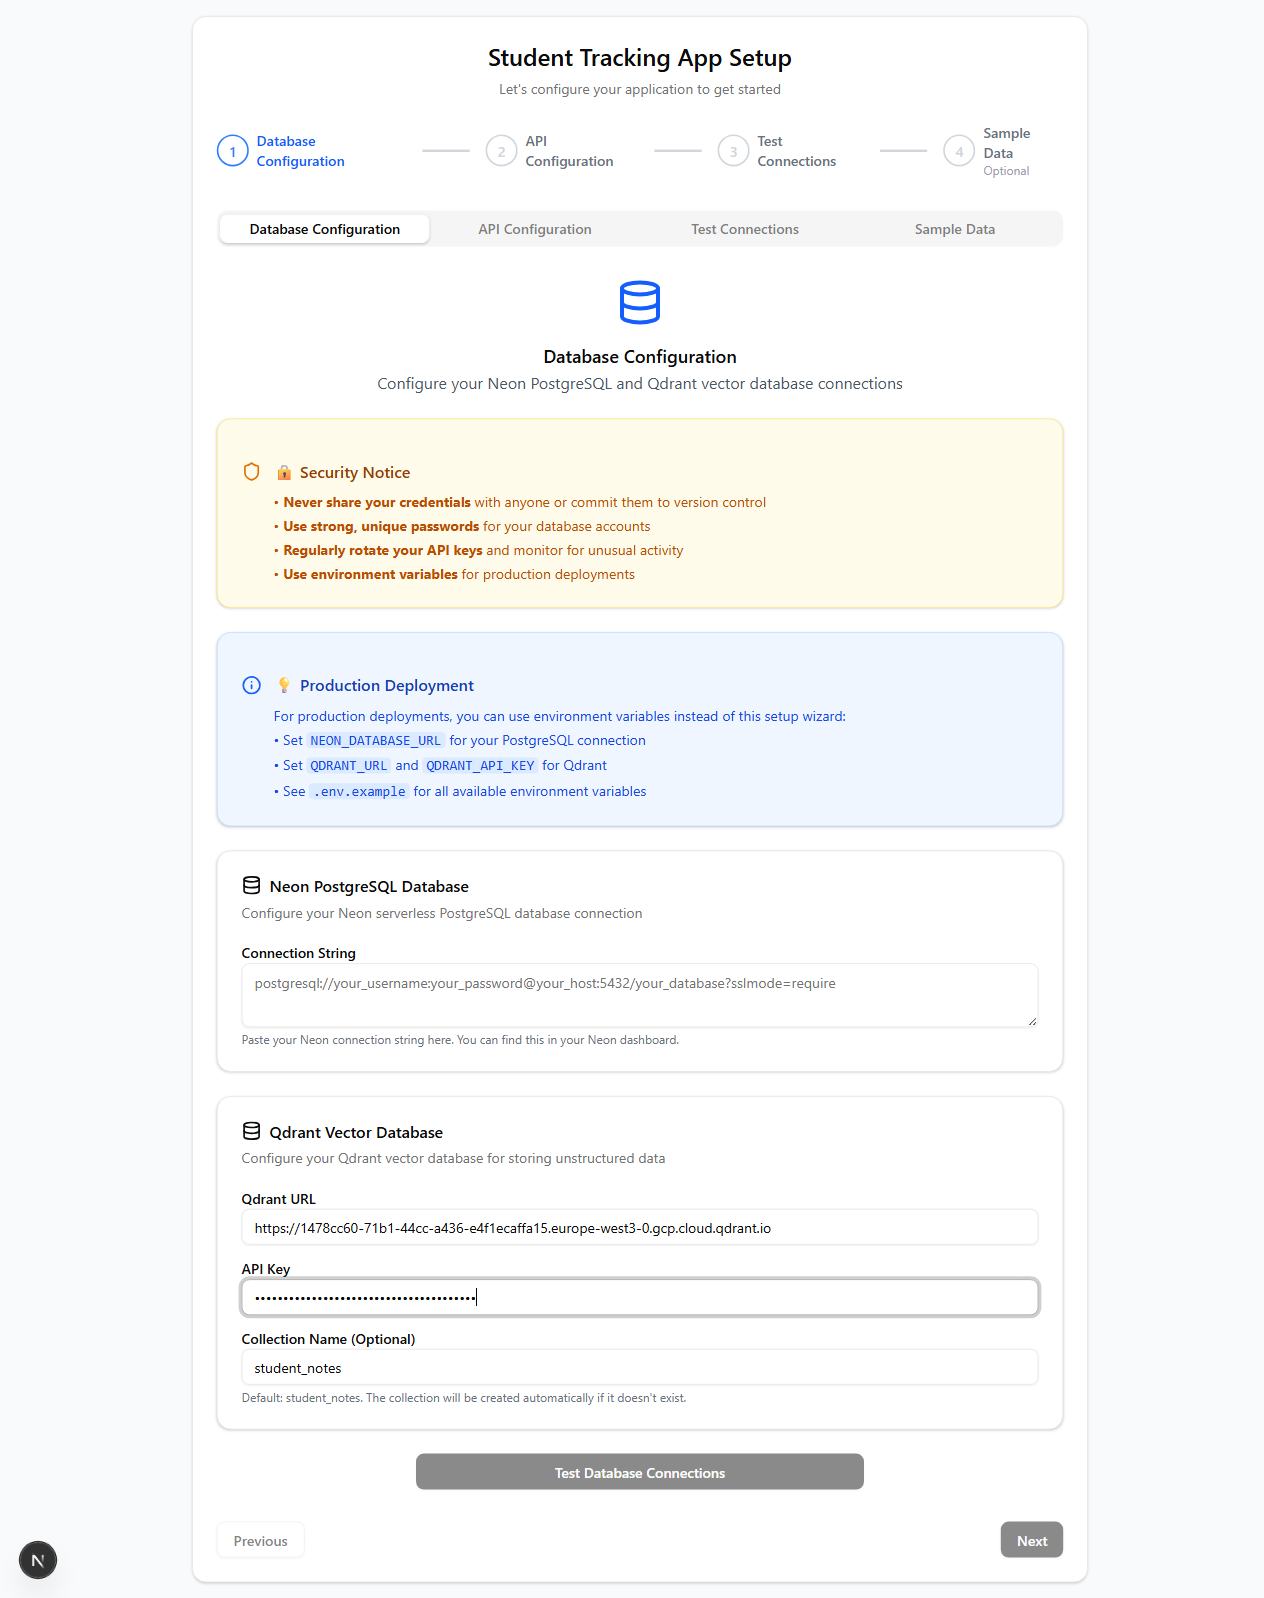 Student Tracking App Setup
Let's configure your application to get started
1
Database
Configuration
2
API
Configuration
3
Test
Connections
4
Sample
Data
Optional
Database Configuration
API Configuration
Test Connections
Sample Data
Database Configuration
Configure your Neon PostgreSQL and Qdrant vector database connections
🔒 Security Notice
• Never share your credentials with anyone or commit them to version control
• Use strong, unique passwords for your database accounts
• Regularly rotate your API keys and monitor for unusual activity
• Use environment variables for production deployments
💡 Production Deployment
For production deployments, you can use environment variables instead of this setup wizard:
• Set NEON_DATABASE_URL for your PostgreSQL connection
• Set QDRANT_URL and QDRANT_API_KEY for Qdrant
• See .env.example for all available environment variables
Neon PostgreSQL Database
Configure your Neon serverless PostgreSQL database connection
Connection String
postgresql://your_username:your_password@your_host:5432/your_database?sslmode=require
Paste your Neon connection string here. You can find this in your Neon dashboard.
Qdrant Vector Database
Configure your Qdrant vector database for storing unstructured data
Qdrant URL
https://1478cc60-71b1-44cc-a436-e4f1ecaffa15.europe-west3-0.gcp.cloud.qdrant.io
API Key
•••••••••••••••••••••••••••••••••••••••
Collection Name (Optional)
student_notes
Default: student_notes. The collection will be created automatically if it doesn't exist.
Test Database Connections
Previous
Next
N